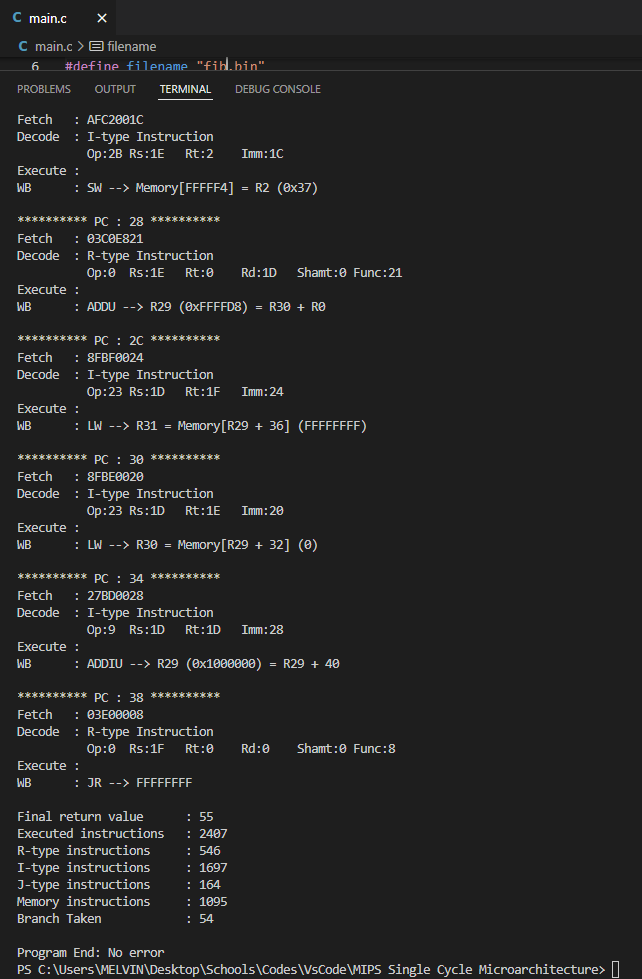 C main.c ×
C main.c > filename
6 #define filename "fib.bin"
PROBLEMS OUTPUT TERMINAL DEBUG CONSOLE
Fetch : AFC2001C
Decode : I-type Instruction
Op:2B Rs:1E Rt:2 Imm:1C
Execute :
WB : SW --> Memory[FFFFF4] = R2 (0x37)
********** PC : 28 **********
Fetch : 03C0E821
Decode : R-type Instruction
Op:0 Rs:1E Rt:0 Rd:1D Shamt:0 Func:21
Execute :
WB : ADDU --> R29 (0xFFFFD8) = R30 + R0
********** PC : 2C **********
Fetch : 8FBF0024
Decode : I-type Instruction
Op:23 Rs:1D Rt:1F Imm:24
Execute :
WB : LW --> R31 = Memory[R29 + 36] (FFFFFFFF)
********** PC : 30 **********
Fetch : 8FBE0020
Decode : I-type Instruction
Op:23 Rs:1D Rt:1E Imm:20
Execute :
WB : LW --> R30 = Memory[R29 + 32] (0)
********** PC : 34 **********
Fetch : 27BD0028
Decode : I-type Instruction
Op:9 Rs:1D Rt:1D Imm:28
Execute :
WB : ADDIU --> R29 (0x1000000) = R29 + 40
********** PC : 38 **********
Fetch : 03E00008
Decode : R-type Instruction
Op:0 Rs:1F Rt:0 Rd:0 Shamt:0 Func:8
Execute :
WB : JR --> FFFFFFFF
Final return value : 55
Executed instructions : 2407
R-type instructions : 546
I-type instructions : 1697
J-type instructions : 164
Memory instructions : 1095
Branch Taken : 54
Program End: No error
PS C:\Users\MELVIN\Desktop\Schools\Codes\VsCode\MIPS Single Cycle Microarchitecture>